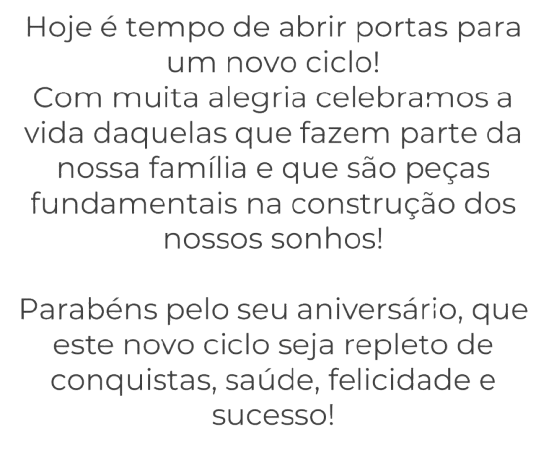 Hoje é tempo de abrir portas para
um novo ciclo!
Com muita alegria celebramos a
vida daquelas que fazem parte da
nossa família e que são peças
fundamentais na construção dos
nossos sonhos!
Parabéns pelo seu aniversário, que
este novo ciclo seja repleto de
conquistas, saúde, felicidade e
sucesso!